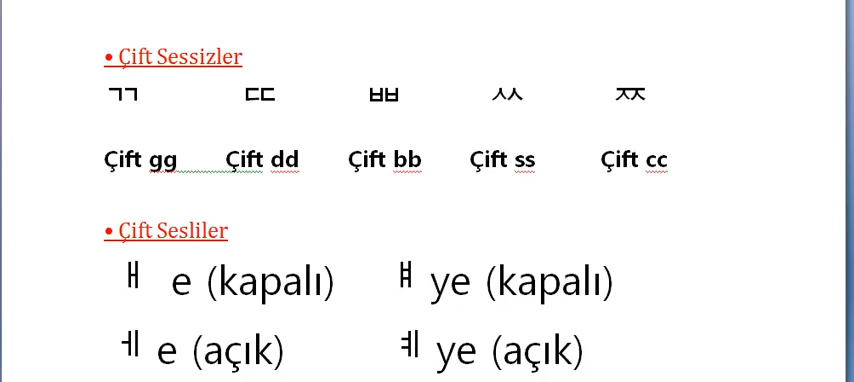 • Çift Sessizler
ㄲ ㄸ ㅃ ㅆ ㅉ
Çift gg Çift dd Çift bb Çift ss Çift cc
• Çift Sesliler
ㅐ e (kapalı) ㅒ ye (kapalı)
ㅔ e (açık) ㅖ ye (açık)